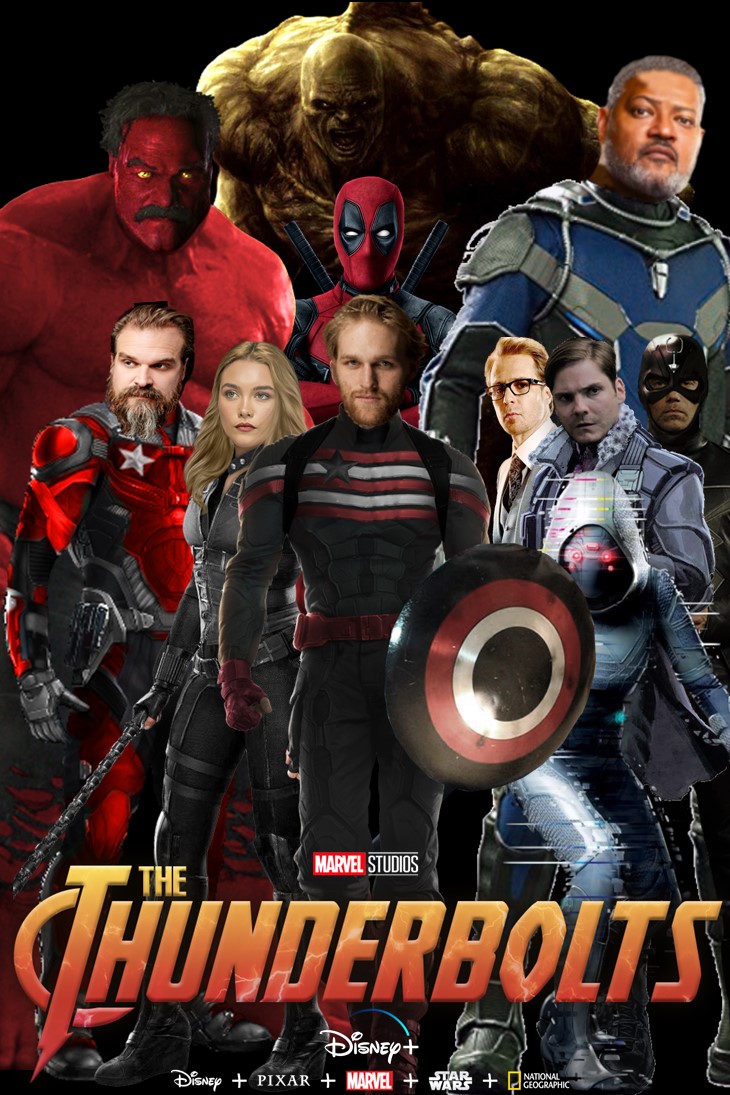 MARVEL STUDIOS
THE
THUNDERBOLTS
Disney+
Disney + PIXAR + MARVEL + STAR WARS + NATIONAL GEOGRAPHIC